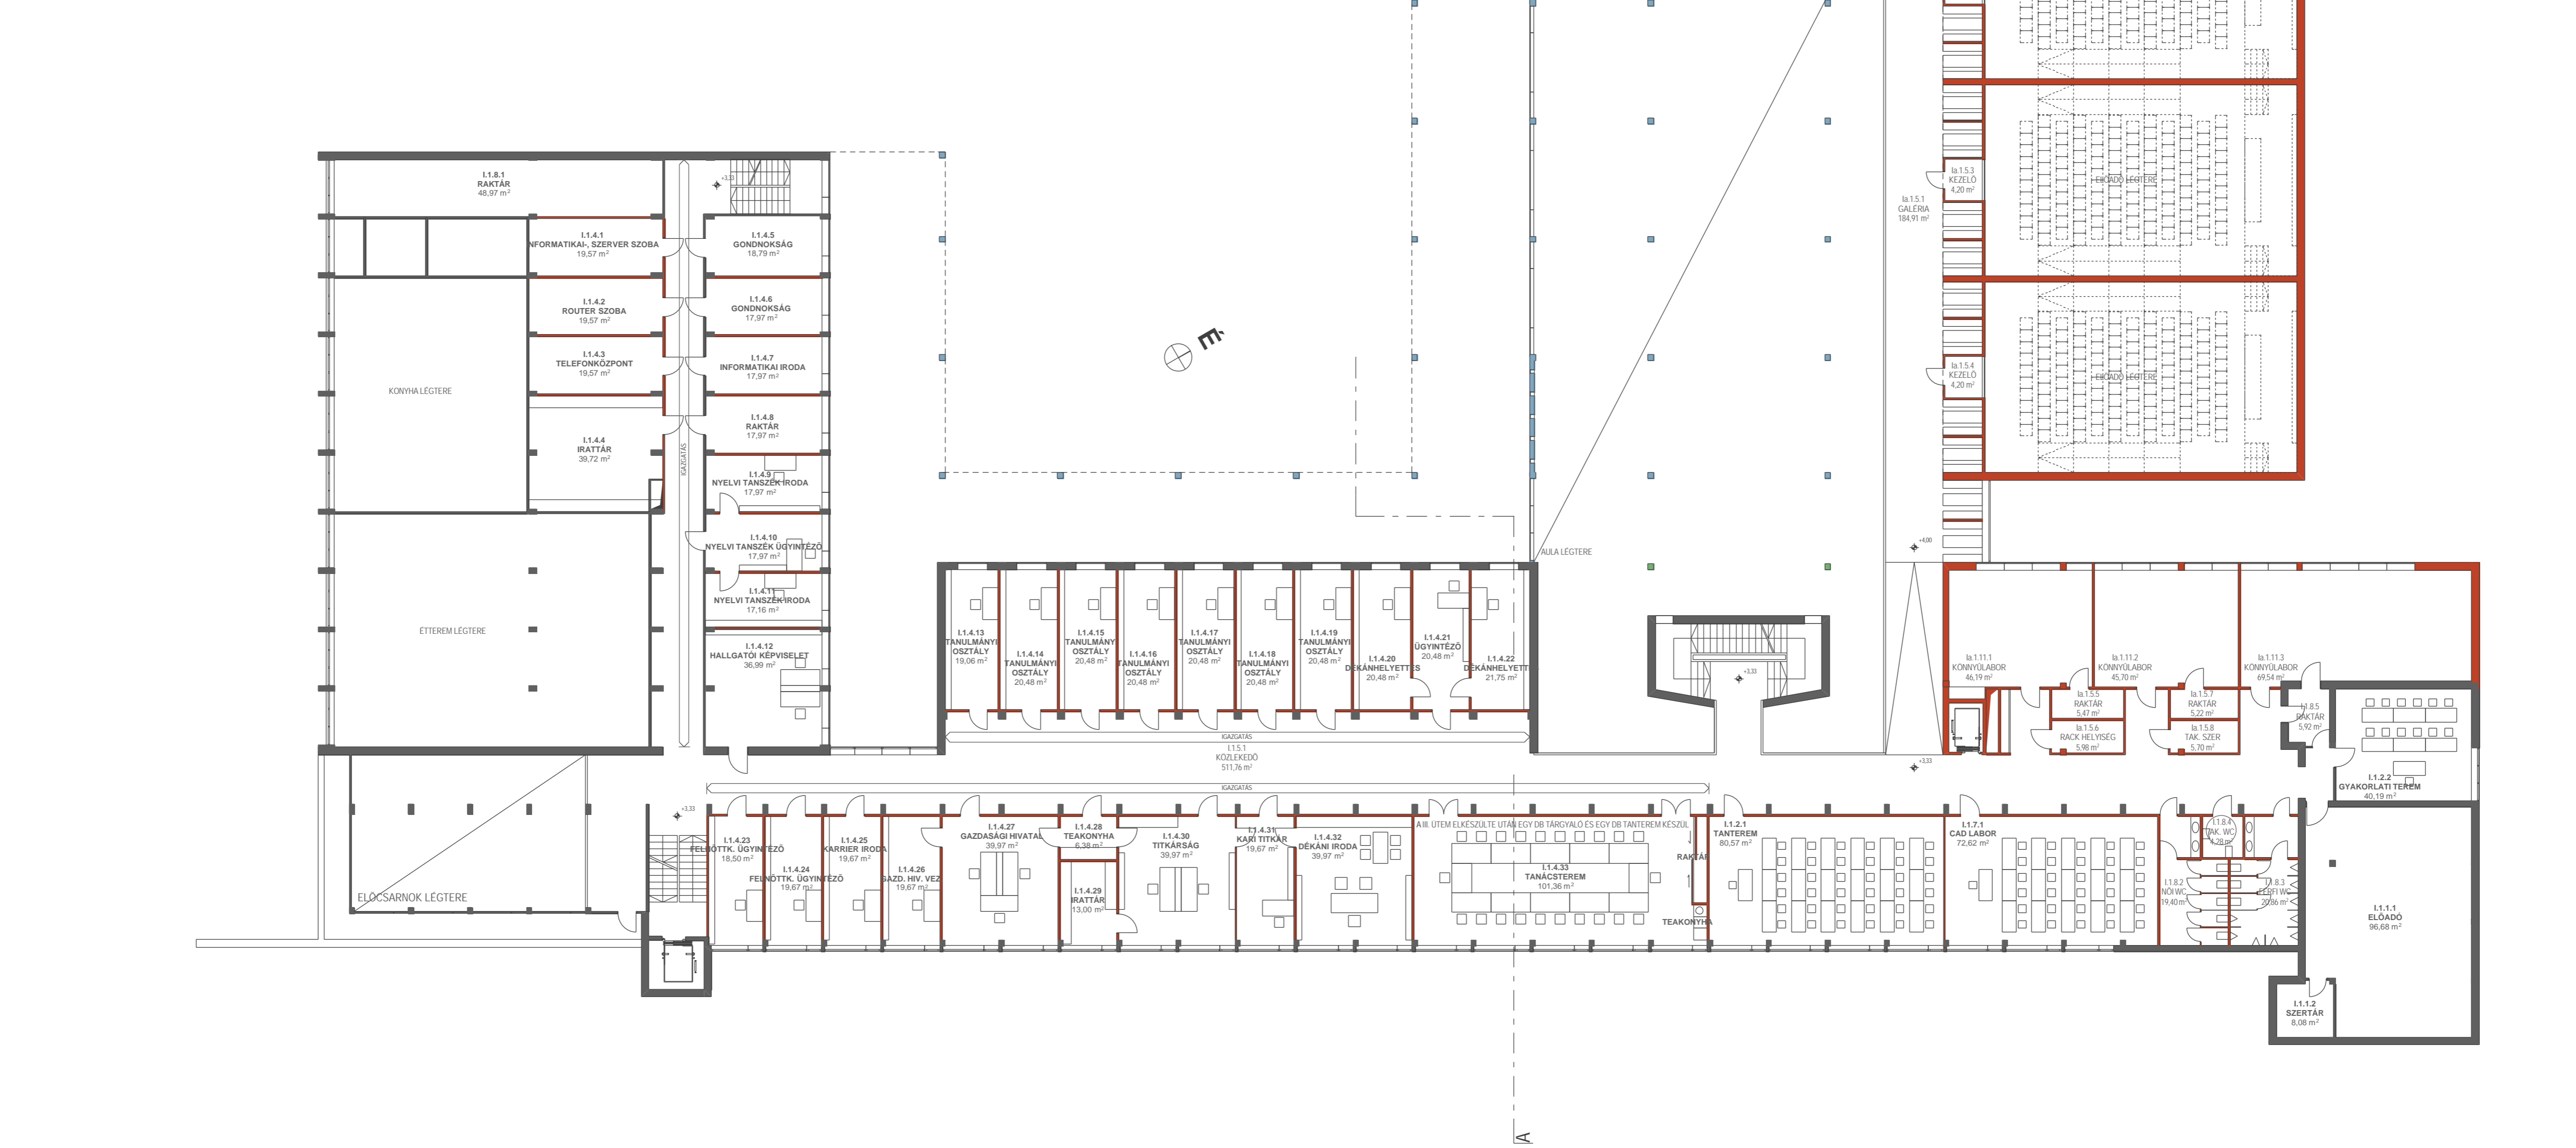 I.1.8.1
RAKTÁR
48,97 m²
+3,33
I.1.4.1
NFORMATIKAI-, SZERVER SZOBA
19,57 m²
I.1.4.5
GONDNOKSÁG
18,79 m²
I.1.4.2
ROUTER SZOBA
19,57 m²
I.1.4.6
GONDNOKSÁG
17,97 m²
I.1.4.3
TELEFONKÖZPONT
19,57 m²
I.1.4.7
INFORMATIKAI IRODA
17,97 m²
KONYHA LÉGTERE
I.1.4.4
IRATTÁR
39,72 m²
I.1.4.8
RAKTÁR
17,97 m²
IGAZGATÁS
I.1.4.9
NYELVI TANSZÉK IRODA
17,97 m²
I.1.4.10
NYELVI TANSZÉK ÜGYINTÉZŐ
17,97 m²
I.1.4.11
NYELVI TANSZÉK IRODA
17,16 m²
ÉTTEREM LÉGTERE
I.1.4.12
HALLGATÓI KÉPVISELET
36,99 m²
É
Ia.1.5.1
GALÉRIA
184,91 m²
Ia.1.5.3
KEZELŐ
4,20 m²
ELŐADÓ LÉGTERE
Ia.1.5.4
KEZELŐ
4,20 m²
ELŐADÓ LÉGTERE
+4,00
AULA LÉGTERE
I.1.4.13
TANULMÁNYI
OSZTÁLY
19,06 m²
I.1.4.14
TANULMÁNYI
OSZTÁLY
20,48 m²
I.1.4.15
TANULMÁNYI
OSZTÁLY
20,48 m²
I.1.4.16
TANULMÁNYI
OSZTÁLY
20,48 m²
I.1.4.17
TANULMÁNYI
OSZTÁLY
20,48 m²
I.1.4.18
TANULMÁNYI
OSZTÁLY
20,48 m²
I.1.4.19
TANULMÁNYI
OSZTÁLY
20,48 m²
I.1.4.20
DÉKÁNHELYETTES
20,48 m²
I.1.4.21
ÜGYINTÉZŐ
20,48 m²
I.1.4.22
DÉKÁNHELYETT
21,75 m²
+3,33
IGAZGATÁS
I.1.5.1
KÖZLEKEDŐ
511,76 m²
IGAZGATÁS
+3,33
Ia.1.11.1
KÖNNYŰLABOR
46,19 m²
Ia.1.11.2
KÖNNYŰLABOR
45,70 m²
Ia.1.11.3
KÖNNYŰLABOR
69,54 m²
Ia.1.5.5
RAKTÁR
5,47 m²
Ia.1.5.6
RACK HELYISÉG
5,98 m²
Ia.1.5.7
RAKTÁR
5,22 m²
Ia.1.5.8
TAK. SZER
5,70 m²
I.1.8.5
RAKTÁR
5,92 m²
I.1.2.2
GYAKORLATI TEREM
40,19 m²
ELŐCSARNOK LÉGTERE
+3,33
I.1.4.23
FELNŐTTK. ÜGYINTÉZŐ
18,50 m²
I.1.4.24
FELNŐTTK. ÜGYINTÉZŐ
19,67 m²
I.1.4.25
KARRIER IRODA
19,67 m²
I.1.4.26
GAZD. HIV. VEZ
19,67 m²
I.1.4.27
GAZDASÁGI HIVATAL
39,97 m²
I.1.4.28
TEAKONYHA
6,38 m²
I.1.4.29
IRATTÁR
13,00 m²
I.1.4.30
TITKÁRSÁG
39,97 m²
I.1.4.31
KARI TITKÁR
19,67 m²
I.1.4.32
DÉKÁNI IRODA
39,97 m²
A III. ÜTEM ELKÉSZÜLTE UTÁN EGY DB TÁRGYALÓ ÉS EGY DB TANTEREM KÉSZÜL
I.1.4.33
TANÁCSTEREM
101,36 m²
RAKTÁR
TEAKONYHA
I.1.2.1
TANTEREM
80,57 m²
I.1.7.1
CAD LABOR
72,62 m²
I.1.8.4
AK. WC
4,28 m²
I.1.8.2
NŐI WC
19,40 m²
I.1.8.3
FÉRFI WC
20,86 m²
I.1.1.1
ELŐADÓ
96,68 m²
I.1.1.2
SZERTÁR
8,08 m²
A